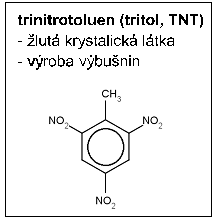 trinitrotoluen (tritol, TNT)
- žlutá krystalická látka
- výroba výbušnin
CH3
NO2 NO2
NO2